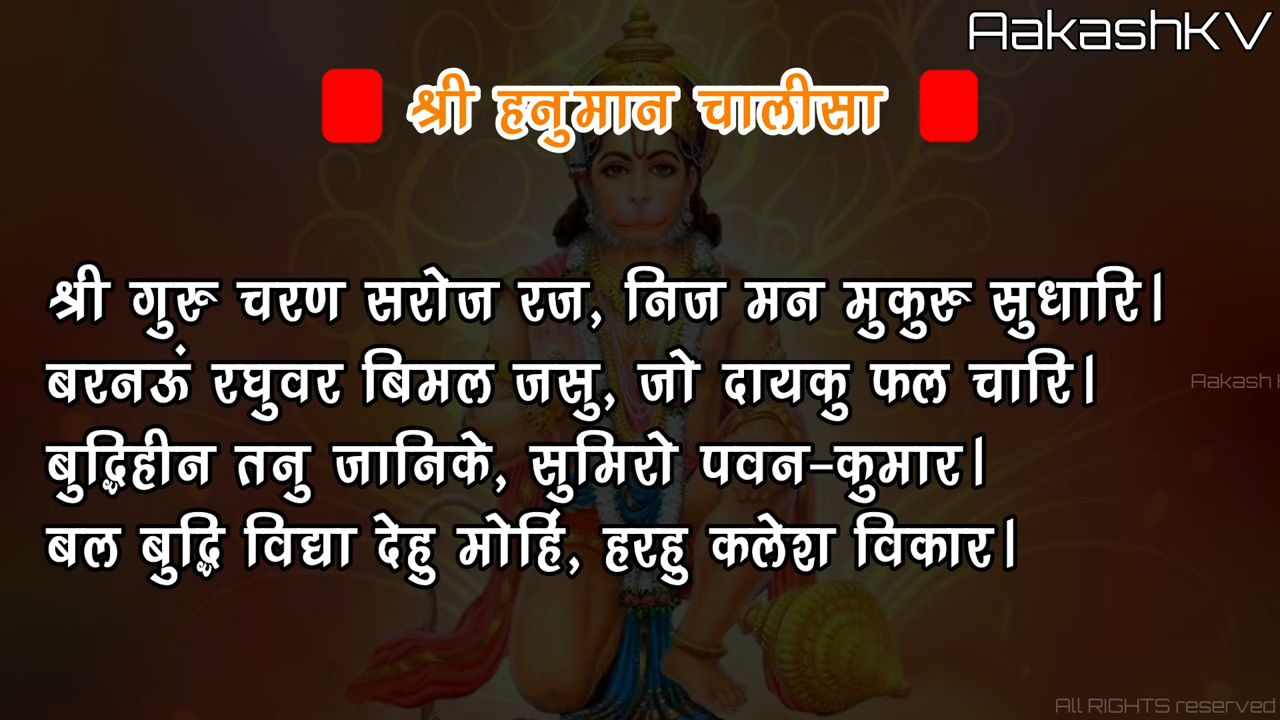 AakashKV
श्री हनुमान चालीसा
श्री गुरू चरण सरोज रज, निज मन मुकुरू सुधारि।
बरनऊं रघुवर बिमल जसु, जो दायकु फल चारि।
Aakash
बुद्धिहीन तनु जानिके, सुमिरो पवन-कुमार।
बल बुद्धि विद्या देहु मोहिं, हरहु कलेश विकार।
All RIGHTS reserved